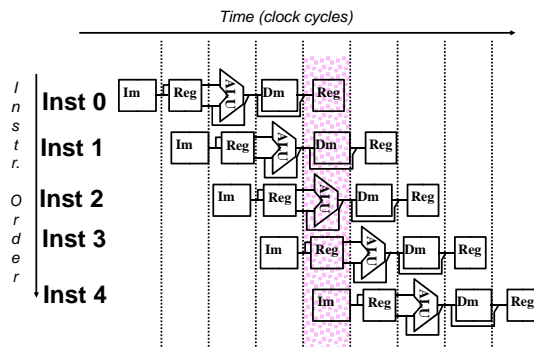 Time (clock cycles)
Instr. Order
Inst 0
Im Reg ALU Dm Reg
Inst 1
Im Reg ALU Dm Reg
Inst 2
Im Reg ALU Dm Reg
Inst 3
Im Reg ALU Dm Reg
Inst 4
Im Reg ALU Dm Reg